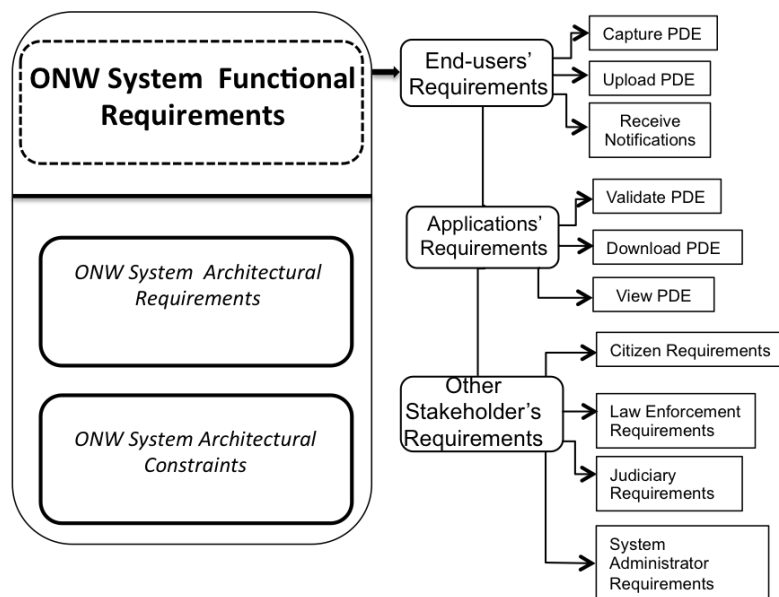 ONW System Functional
Requirements
ONW System Architectural
Requirements
ONW System Architectural
Constraints
End-users'
Requirements
Capture PDE
Upload PDE
Receive
Notifications
Applications'
Requirements
Validate PDE
Download PDE
View PDE
Other
Stakeholder's
Requirements
Citizen Requirements
Law Enforcement
Requirements
Judiciary
Requirements
System
Administrator
Requirements